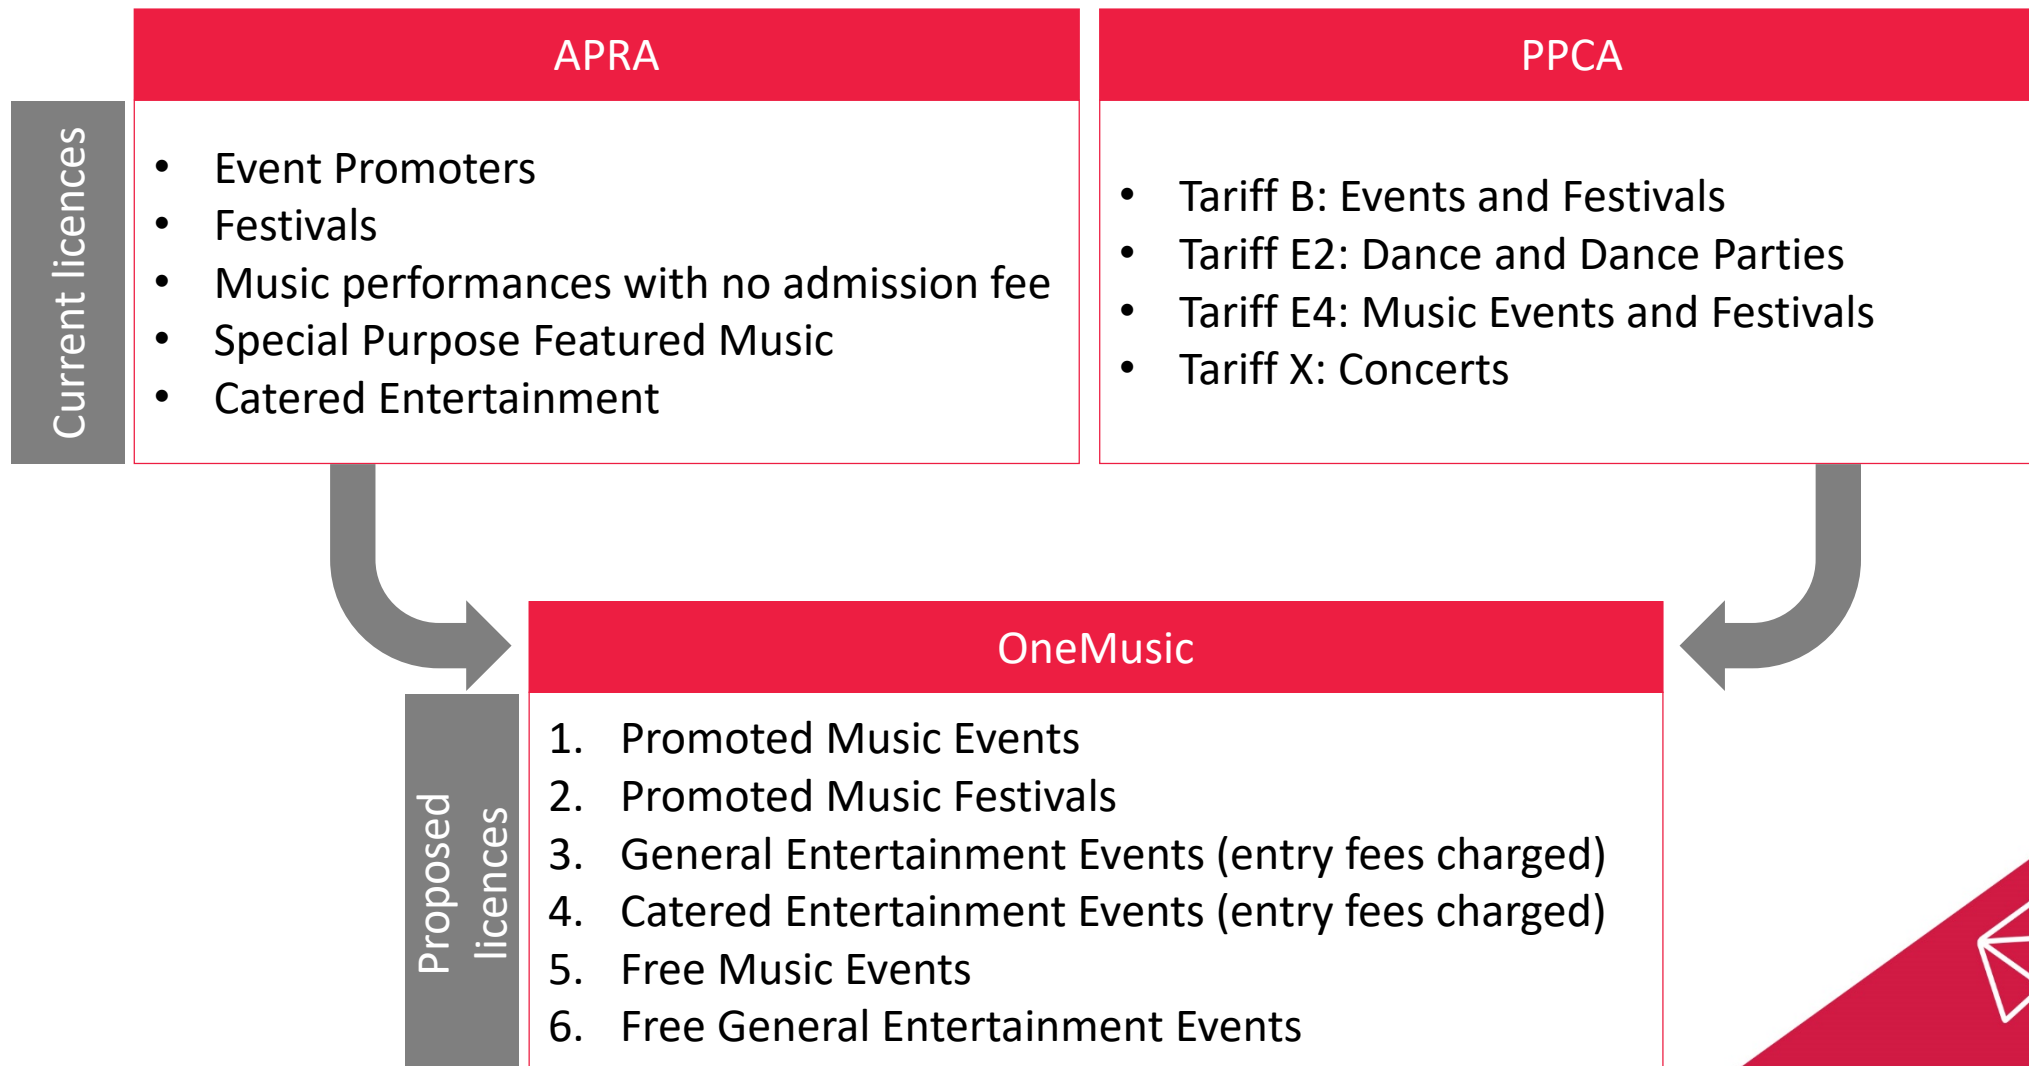 APRA
PPCA
Current licences
• Event Promoters
• Festivals
• Music performances with no admission fee
• Special Purpose Featured Music
• Catered Entertainment
• Tariff B: Events and Festivals
• Tariff E2: Dance and Dance Parties
• Tariff E4: Music Events and Festivals
• Tariff X: Concerts
OneMusic
Proposed
licences
1. Promoted Music Events
2. Promoted Music Festivals
3. General Entertainment Events (entry fees charged)
4. Catered Entertainment Events (entry fees charged)
5. Free Music Events
6. Free General Entertainment Events